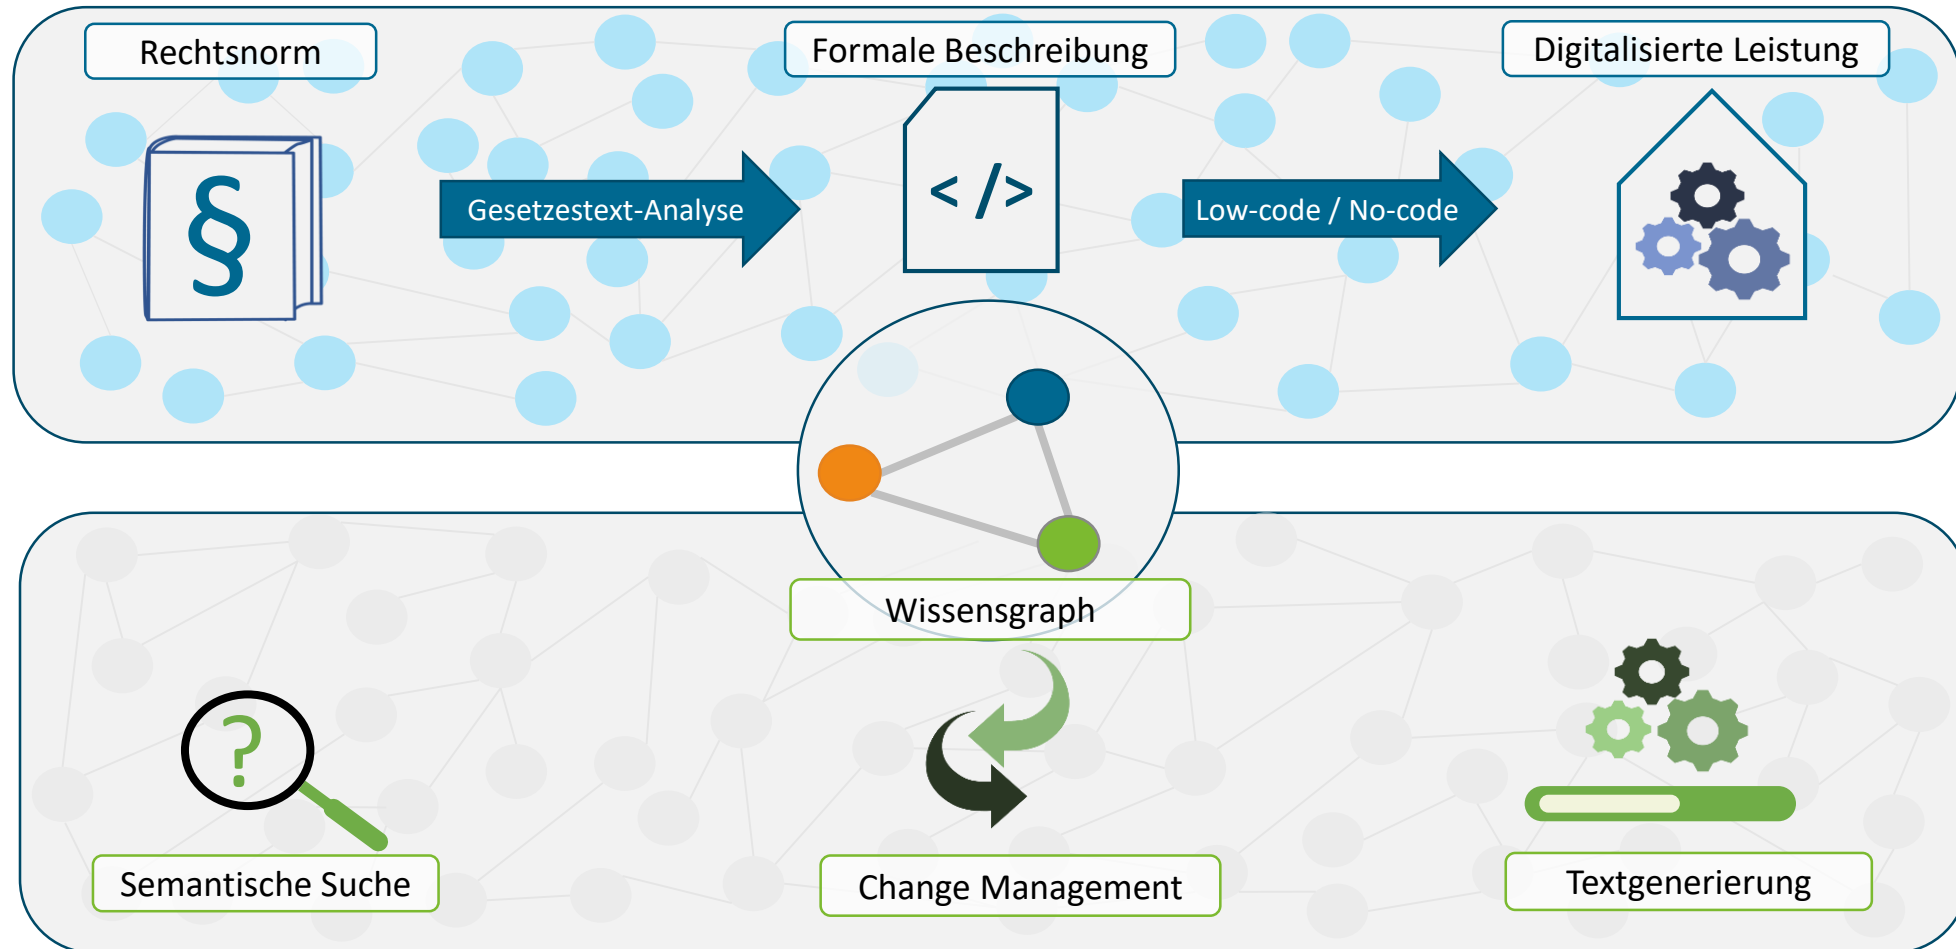 Rechtsnorm
Formale Beschreibung
Digitalisierte Leistung
§
Gesetzestext-Analyse
< />
Low-code / No-code
Wissensgraph
?
Semantische Suche
Change Management
Textgenerierung